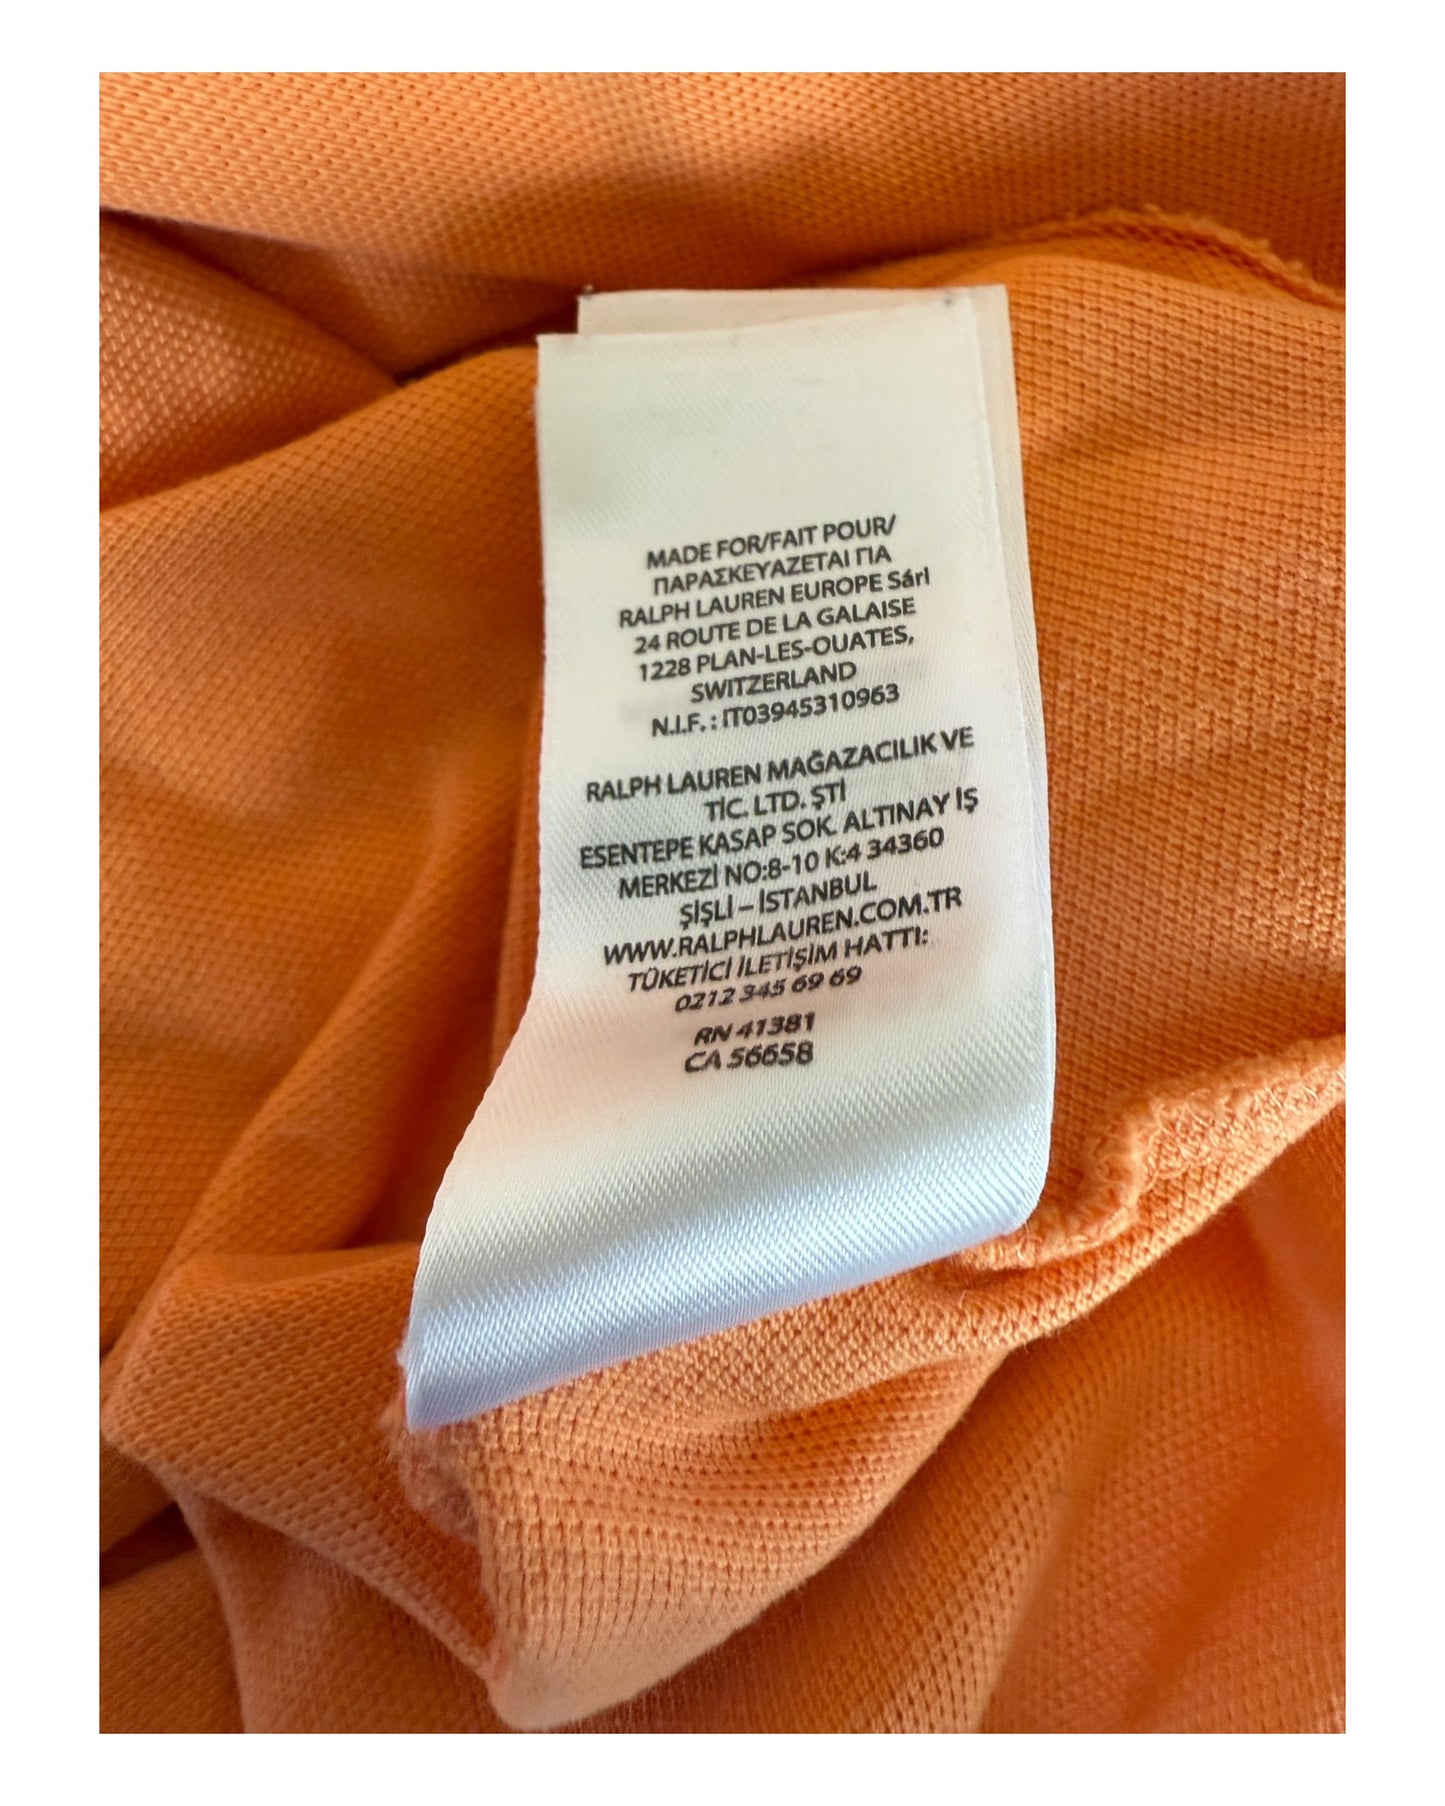 MADE FOR/FAIT POUR/
ΠΑΡΑΣΚΕΥΑΖΕΤΑΙ ΓΙΑ
RALPH LAUREN EUROPE Sárl
24 ROUTE DE LA GALAISE
1228 PLAN-LES-OUATES,
SWITZERLAND
N.I.F. : IT03945310963
RALPH LAUREN MAĞAZACILIK VE
TİC. LTD. ŞTİ
ESENTEPE KASAP SOK. ALTINAY İŞ
MERKEZİ NO:8-10 K:4 34360
ŞİŞLİ – İSTANBUL
WWW.RALPHLAUREN.COM.TR
TÜKETİCİ İLETİŞİM HATTI:
0212 345 69 69
RN 41381
CA 56658